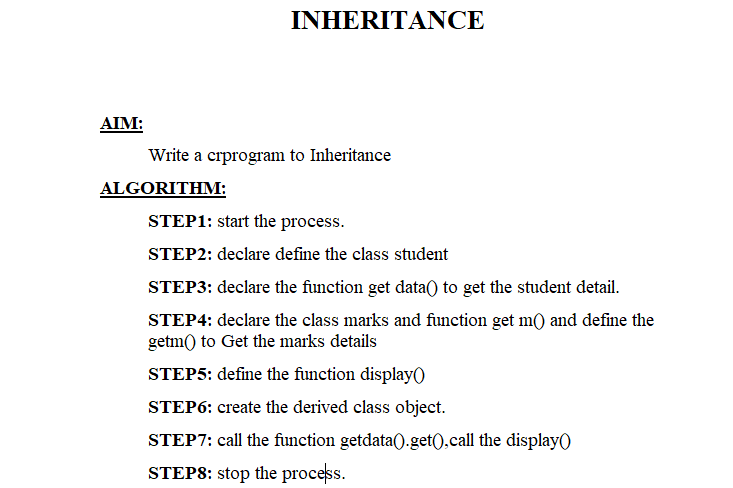 INHERITANCE
AIM:
Write a crprogram to Inheritance
ALGORITHM:
STEP1: start the process.
STEP2: declare define the class student
STEP3: declare the function get data() to get the student detail.
STEP4: declare the class marks and function get m() and define the
getm() to Get the marks details
STEP5: define the function display()
STEP6: create the derived class object.
STEP7: call the function getdata().get(),call the display()
STEP8: stop the process.